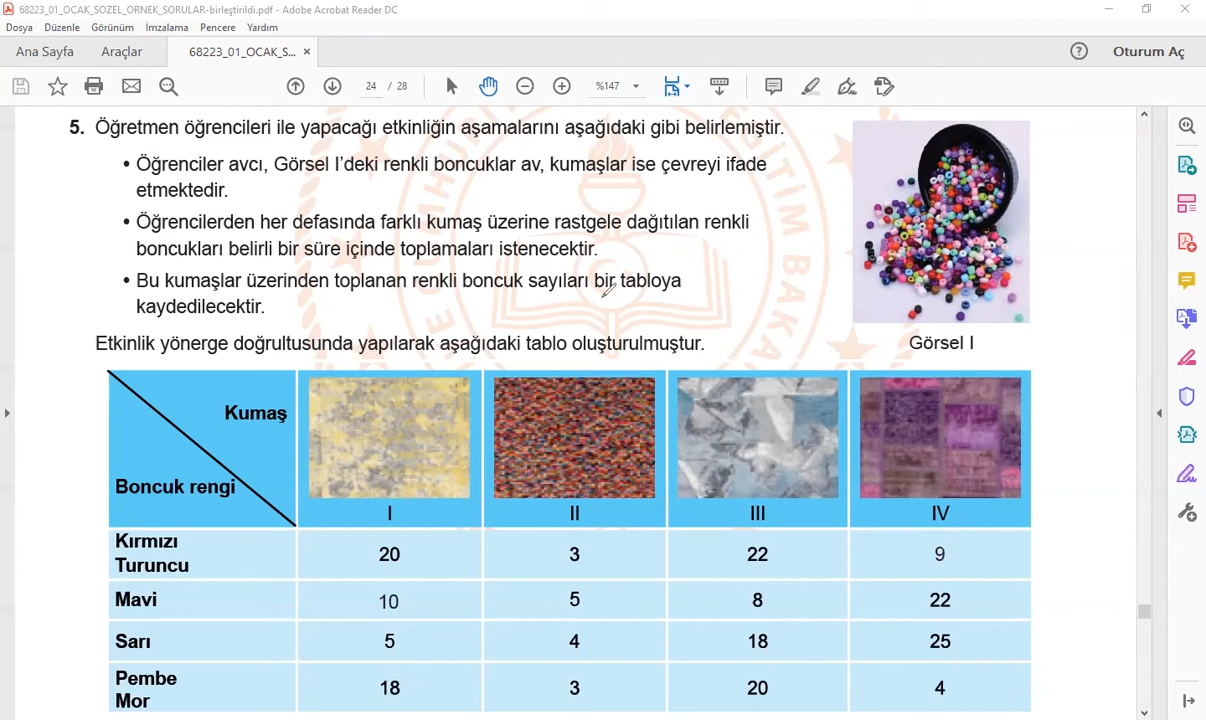 68223_01_OCAK_SOZEL_ORNEK_SORULAR-birleştirildi.pdf - Adobe Acrobat Reader DC
Dosya Düzenle Görünüm İmzalama Pencere Yardım
Ana Sayfa Araçlar 68223_01_OCAK_S... × Oturum Aç
24 / 28 %147
5. Öğretmen öğrencileri ile yapacağı etkinliğin aşamalarını aşağıdaki gibi belirlemiştir.
• Öğrenciler avcı, Görsel I'deki renkli boncuklar av, kumaşlar ise çevreyi ifade
etmektedir.
• Öğrencilerden her defasında farklı kumaş üzerine rastgele dağıtılan renkli
boncukları belirli bir süre içinde toplamaları istenecektir.
• Bu kumaşlar üzerinden toplanan renkli boncuk sayıları bir tabloya
kaydedilecektir.
Etkinlik yönerge doğrultusunda yapılarak aşağıdaki tablo oluşturulmuştur.
Görsel I
Kumaş
Boncuk rengi
I II III IV
Kırmızı
Turuncu
20 3 22 9
Mavi 10 5 8 22
Sarı 5 4 18 25
Pembe
Mor
18 3 20 4